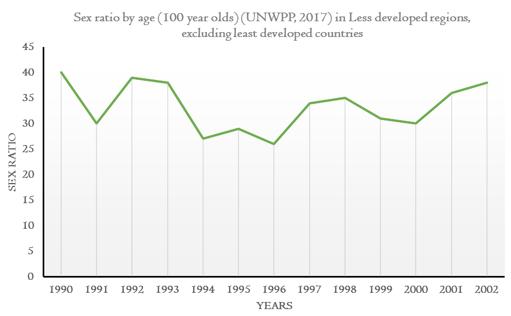 Sex ratio by age (100 year olds) (UNWPP, 2017) in Less developed regions,
excluding least developed countries
45
40
35
30
25
20
15
10
5
0
SEX RATIO
1990 1991 1992 1993 1994 1995 1996 1997 1998 1999 2000 2001 2002
YEARS